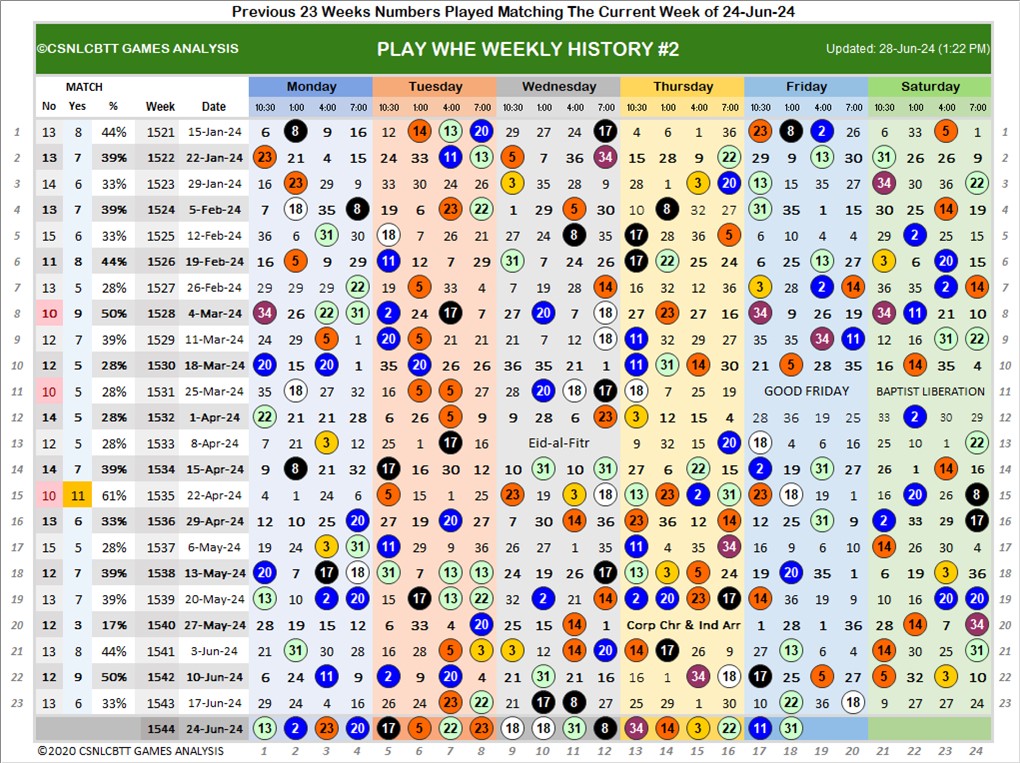 Previous 23 Weeks Numbers Played Matching The Current Week of 24-Jun-24
©CSNLCBTT GAMES ANALYSIS PLAY WHE WEEKLY HISTORY #2 Updated: 28-Jun-24 (1:22 PM)
MATCH Monday Tuesday Wednesday Thursday Friday Saturday
No Yes % Week Date 10:30 1:00 4:00 7:00 10:30 1:00 4:00 7:00 10:30 1:00 4:00 7:00 10:30 1:00 4:00 7:00 10:30 1:00 4:00 7:00 10:30 1:00 4:00 7:00
1 13 8 44% 1521 15-Jan-24 6 8 9 16 12 14 13 20 29 27 24 17 4 6 1 36 23 8 2 26 6 33 5 1 1
2 13 7 39% 1522 22-Jan-24 23 21 4 15 24 33 11 13 5 7 36 34 15 28 9 22 29 9 13 30 31 26 26 9 2
3 14 6 33% 1523 29-Jan-24 16 23 29 9 33 30 24 26 3 35 28 9 28 1 3 20 13 15 35 27 34 30 36 22 3
4 13 7 39% 1524 5-Feb-24 7 18 35 8 19 6 23 22 1 29 5 30 10 8 32 27 31 35 1 15 30 25 14 19 4
5 15 6 33% 1525 12-Feb-24 36 6 31 30 18 7 26 21 27 24 8 35 17 28 36 5 6 10 4 4 29 2 25 15 5
6 11 8 44% 1526 19-Feb-24 16 5 9 29 11 12 7 29 31 7 24 26 17 22 25 24 6 25 13 27 3 6 20 15 6
7 13 5 28% 1527 26-Feb-24 29 29 29 22 19 5 33 4 7 19 28 14 16 32 12 36 3 28 2 14 36 35 2 14 7
8 10 9 50% 1528 4-Mar-24 34 26 22 31 2 24 17 7 27 20 7 18 27 23 27 16 34 9 26 19 34 11 21 10 8
9 12 7 39% 1529 11-Mar-24 24 29 5 1 20 5 21 21 21 7 12 18 11 32 29 27 35 35 34 11 12 16 31 22 9
10 12 5 28% 1530 18-Mar-24 20 15 20 1 35 20 26 26 36 35 21 1 11 31 14 30 21 5 28 35 16 14 35 4 10
11 10 5 28% 1531 25-Mar-24 35 18 27 32 16 5 5 27 28 20 18 17 18 7 25 19 GOOD FRIDAY BAPTIST LIBERATION 11
12 14 5 28% 1532 1-Apr-24 22 21 21 28 6 26 5 9 9 28 6 23 3 12 15 4 28 36 19 25 33 2 30 29 12
13 12 5 28% 1533 8-Apr-24 7 21 3 12 25 1 17 16 Eid-al-Fitr 9 32 15 20 18 4 6 16 25 10 1 22 13
14 14 7 39% 1534 15-Apr-24 9 8 21 32 17 16 30 12 10 31 10 31 27 6 22 15 2 19 31 27 26 1 14 16 14
15 10 11 61% 1535 22-Apr-24 4 1 24 6 5 15 1 25 23 19 3 18 13 23 2 31 23 18 19 1 16 20 26 8 15
16 13 6 33% 1536 29-Apr-24 12 10 25 20 27 19 20 27 7 30 14 36 23 36 12 14 12 25 31 9 2 33 29 17 16
17 15 5 28% 1537 6-May-24 19 24 3 31 11 29 9 36 26 27 1 35 11 4 35 34 16 9 6 10 14 26 30 4 17
18 12 7 39% 1538 13-May-24 20 7 17 18 31 7 13 13 24 19 26 17 13 3 5 24 19 20 35 1 6 19 3 36 18
19 13 7 39% 1539 20-May-24 13 10 2 20 15 17 13 22 32 2 21 14 2 20 23 17 14 36 19 9 10 16 20 20 19
20 12 3 17% 1540 27-May-24 28 19 15 12 6 33 4 20 25 15 14 1 Corp Chr & Ind Arr 1 28 1 36 28 14 7 34 20
21 13 8 44% 1541 3-Jun-24 21 31 30 28 16 28 5 3 3 12 14 20 14 17 26 9 27 13 6 4 14 30 25 31 21
22 12 9 50% 1542 10-Jun-24 6 24 11 9 2 9 20 4 21 31 21 16 16 1 34 18 17 25 5 27 5 32 3 10 22
23 13 6 33% 1543 17-Jun-24 29 24 4 16 26 24 23 22 21 17 8 27 25 29 1 30 18 22 36 18 9 27 27 24 23
1544 24-Jun-24 13 2 23 20 17 5 22 23 18 18 31 8 34 14 3 22 11 31
©2020 CSNLCBTT GAMES ANALYSIS 1 2 3 4 5 6 7 8 9 10 11 12 13 14 15 16 17 18 19 20 21 22 23 24